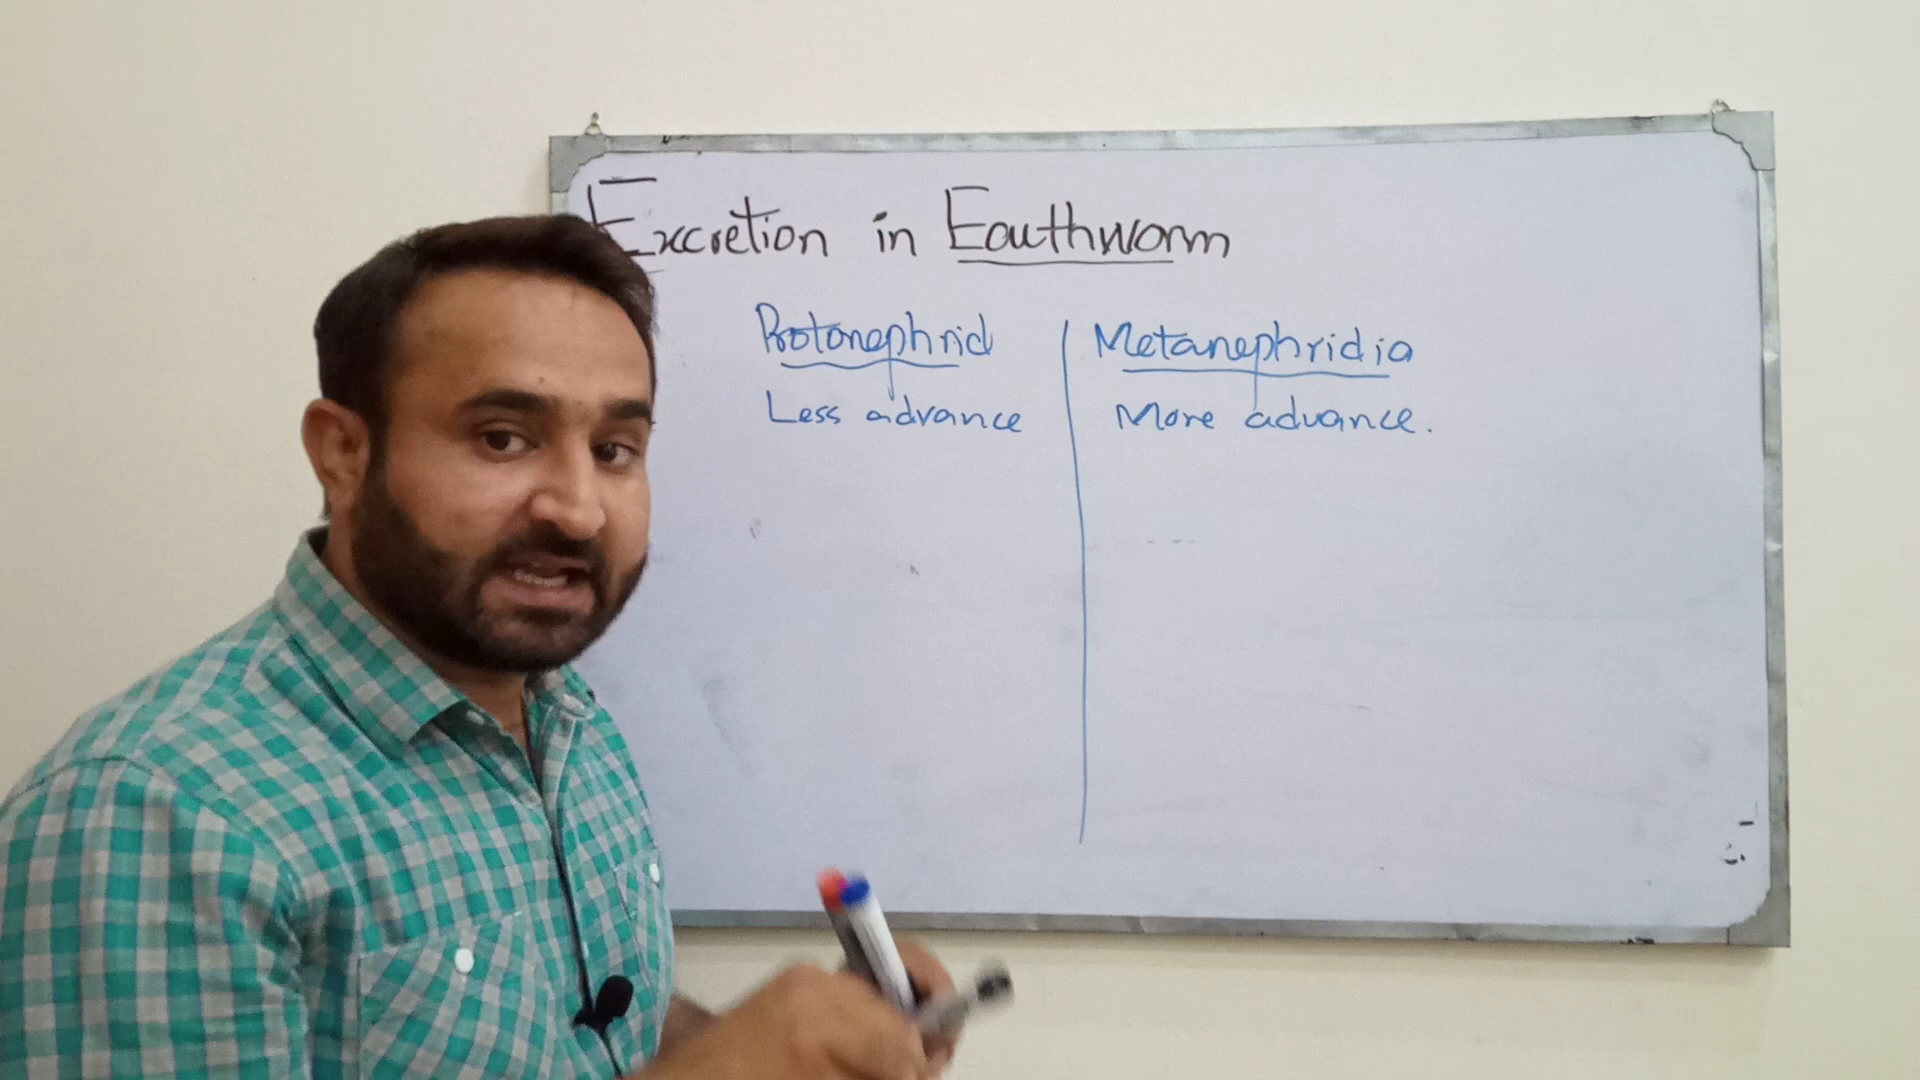 Excretion in Earthworm
Protonephrid
Metanephridia
Less advance
More advance.